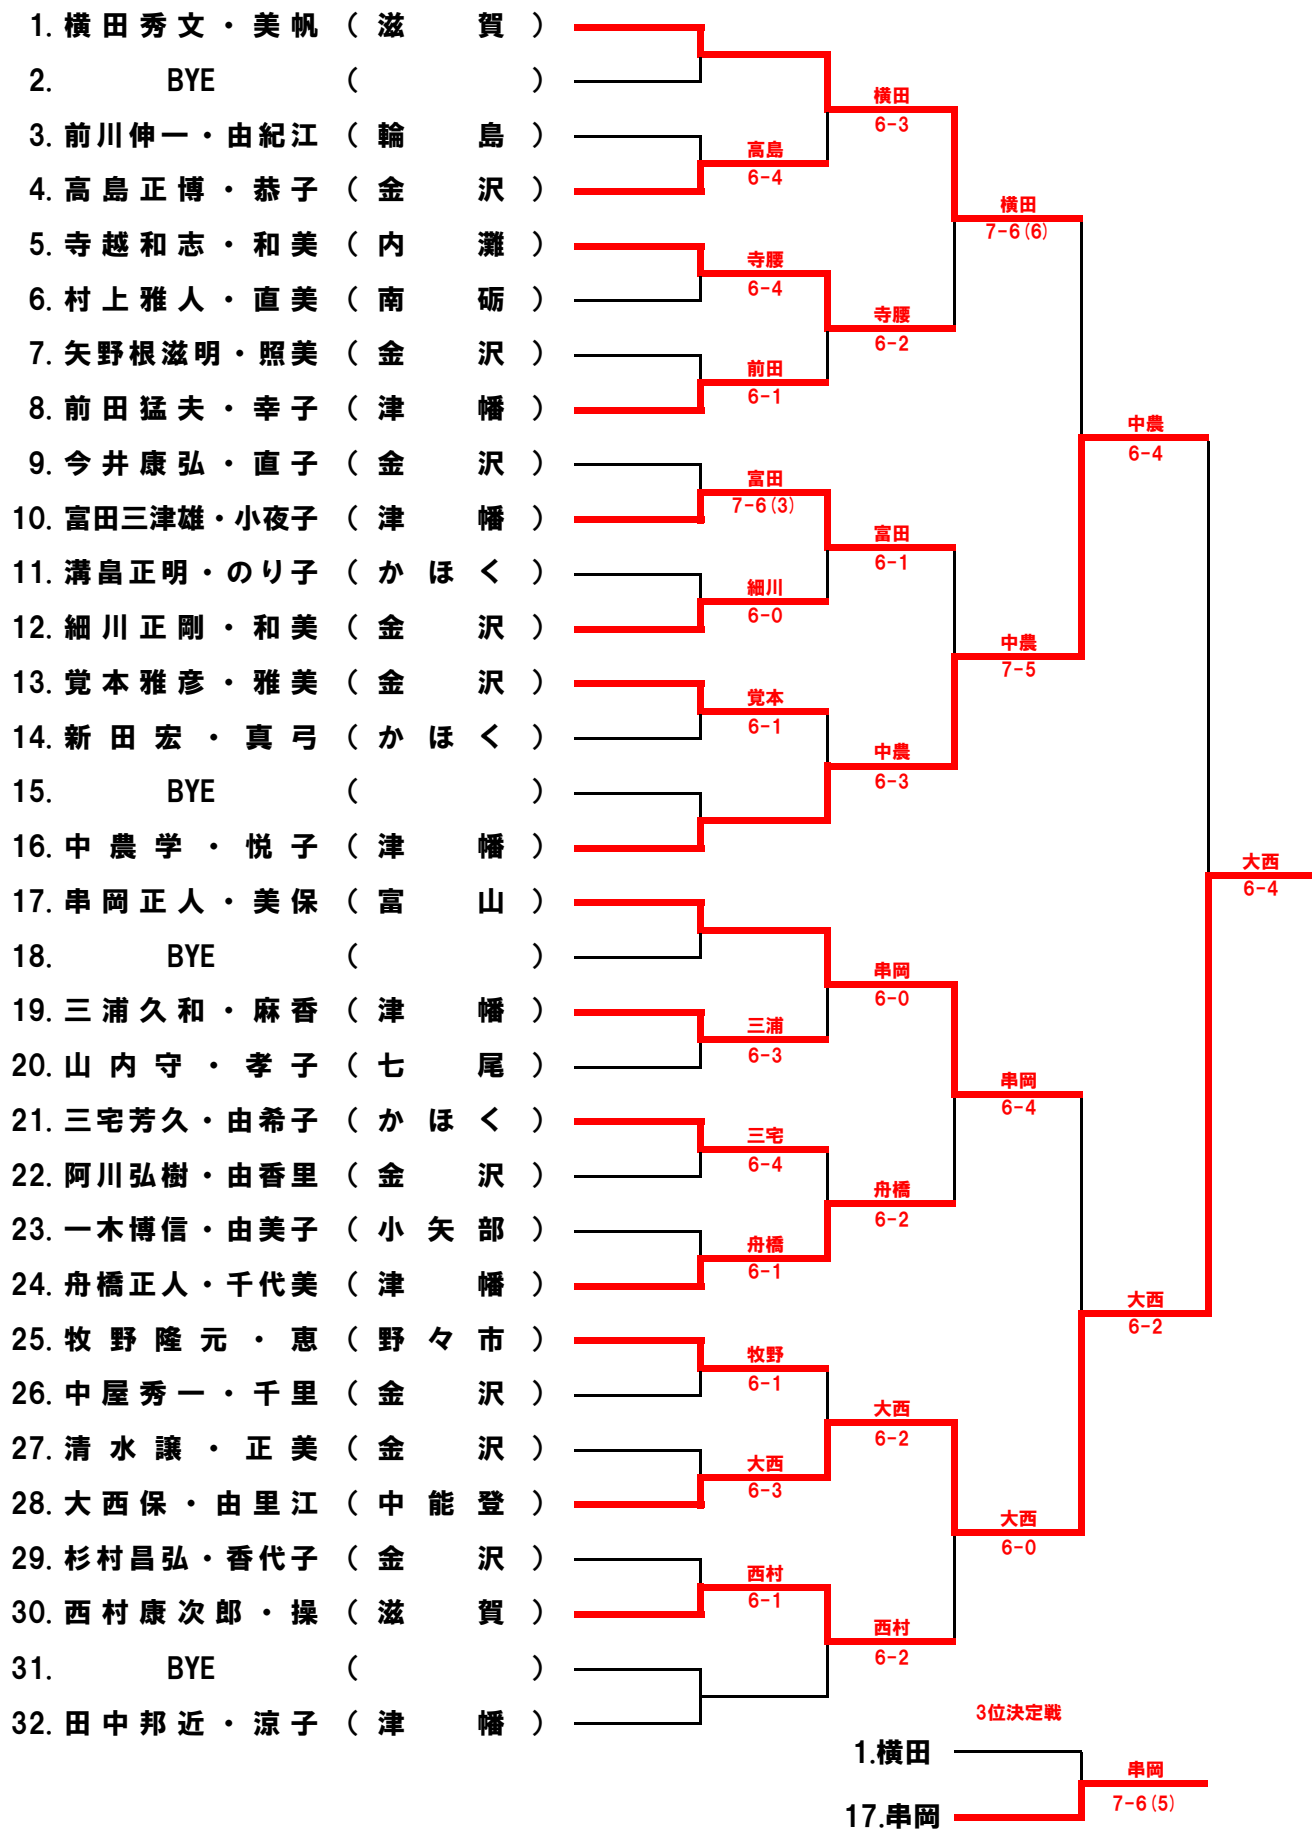 1. 横田秀文・美帆 (滋賀)
2. BYE ( )
横田
6-3
3. 前川伸一・由紀江 (輪島)
高島
6-4
4. 高島正博・恭子 (金沢)
横田
7-6(6)
5. 寺越和志・和美 (内灘)
寺腰
6-4
6. 村上雅人・直美 (南砺)
寺腰
6-2
7. 矢野根滋明・照美 (金沢)
前田
6-1
8. 前田猛夫・幸子 (津幡)
中農
6-4
9. 今井康弘・直子 (金沢)
富田
7-6(3)
10. 富田三津雄・小夜子 (津幡)
富田
6-1
11. 溝畠正明・のり子 (かほく)
細川
6-0
12. 細川正剛・和美 (金沢)
中農
7-5
13. 覚本雅彦・雅美 (金沢)
覚本
6-1
14. 新田宏・真弓 (かほく)
中農
6-3
15. BYE ( )
16. 中農学・悦子 (津幡)
大西
6-4
17. 串岡正人・美保 (富山)
18. BYE ( )
串岡
6-0
19. 三浦久和・麻香 (津幡)
三浦
6-3
20. 山内守・孝子 (七尾)
串岡
6-4
21. 三宅芳久・由希子 (かほく)
三宅
6-4
22. 阿川弘樹・由香里 (金沢)
舟橋
6-2
23. 一木博信・由美子 (小矢部)
舟橋
6-1
24. 舟橋正人・千代美 (津幡)
大西
6-2
25. 牧野隆元・恵 (野々市)
牧野
6-1
26. 中屋秀一・千里 (金沢)
大西
6-2
27. 清水譲・正美 (金沢)
大西
6-3
28. 大西保・由里江 (中能登)
大西
6-0
29. 杉村昌弘・香代子 (金沢)
西村
6-1
30. 西村康次郎・操 (滋賀)
西村
6-2
31. BYE ( )
32. 田中邦近・涼子 (津幡)
3位決定戦
1.横田
串岡
7-6(5)
17.串岡